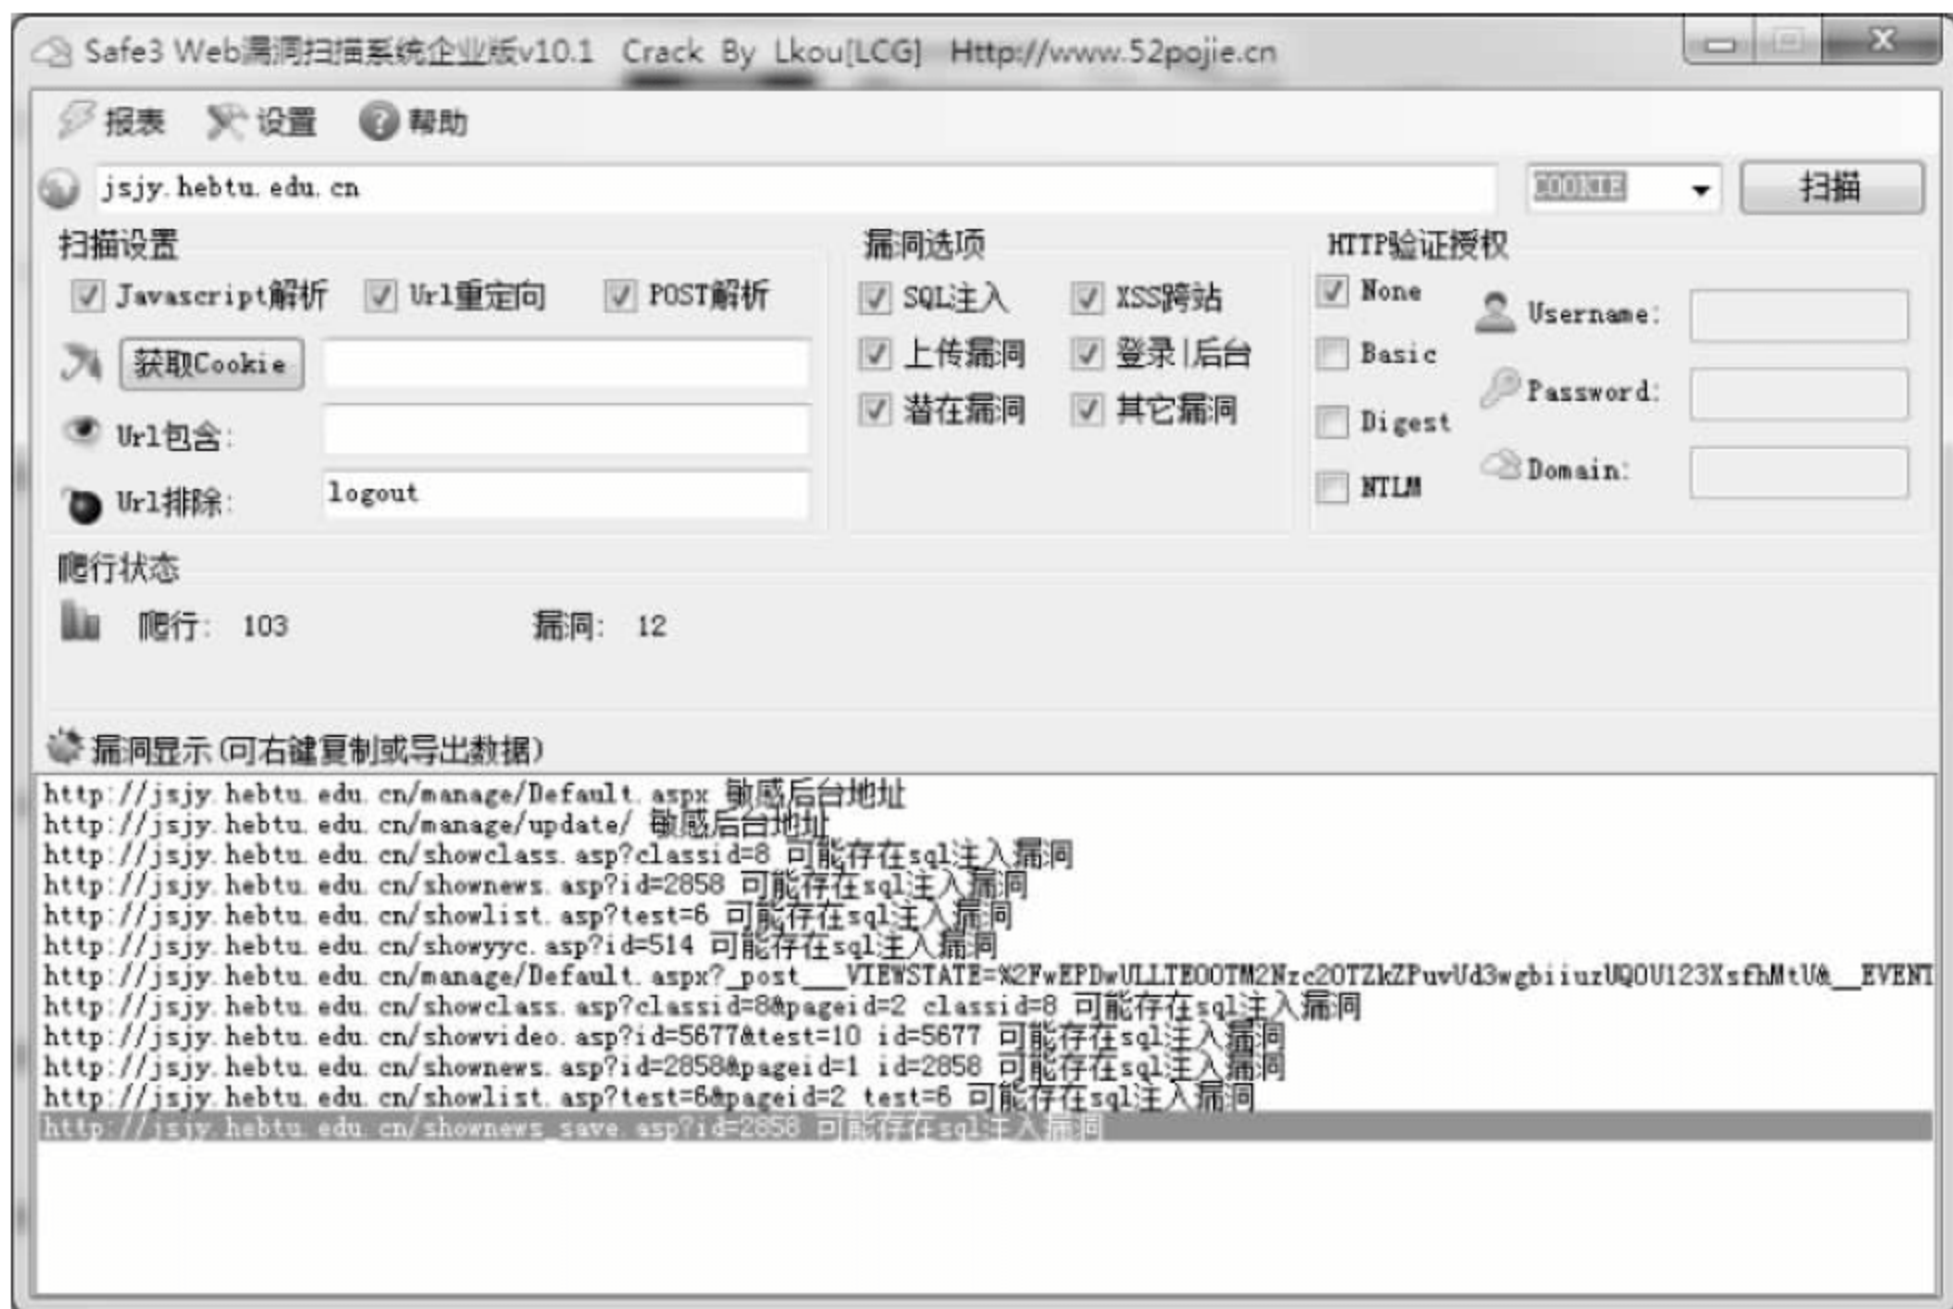 Safe3 Web漏洞扫描系统企业版v10.1 Crack By Lkou[LCG] Http://www.52pojie.cn
报表 设置 帮助
jsjy.hebtu.edu.cn COOKIE 扫描
扫描设置 漏洞选项 HTTP验证授权
Javascript解析 Url重定向 POST解析 SQL注入 XSS跨站 None Username:
获取Cookie 上传漏洞 登录|后台 Basic
Password:
Url包含: 潜在漏洞 其它漏洞 Digest
Domain:
Url排除: logout NTLM
爬行状态
爬行: 103 漏洞: 12
漏洞显示(可右键复制或导出数据)
http://jsjy.hebtu.edu.cn/manage/Default.aspx 敏感后台地址
http://jsjy.hebtu.edu.cn/manage/update/ 敏感后台地址
http://jsjy.hebtu.edu.cn/showclass.asp?classid=8 可能存在sql注入漏洞
http://jsjy.hebtu.edu.cn/shownews.asp?id=2858 可能存在sql注入漏洞
http://jsjy.hebtu.edu.cn/showlist.asp?test=6 可能存在sql注入漏洞
http://jsjy.hebtu.edu.cn/showyyc.asp?id=514 可能存在sql注入漏洞
http://jsjy.hebtu.edu.cn/manage/Default.aspx?_post___VIEWSTATE=%2FwEPDwULLTE0OTM2Nzc2OTZkZPuvUd3wgbiiurUQOU123XsfhMtU&__EVENT
http://jsjy.hebtu.edu.cn/showclass.asp?classid=8&pageid=2 classid=8 可能存在sql注入漏洞
http://jsjy.hebtu.edu.cn/showvideo.asp?id=5677&test=10 id=5677 可能存在sql注入漏洞
http://jsjy.hebtu.edu.cn/shownews.asp?id=2858&pageid=1 id=2858 可能存在sql注入漏洞
http://jsjy.hebtu.edu.cn/showlist.asp?test=6&pageid=2 test=6 可能存在sql注入漏洞
http://jsjy.hebtu.edu.cn/shownews_save.asp?id=2858 可能存在sql注入漏洞